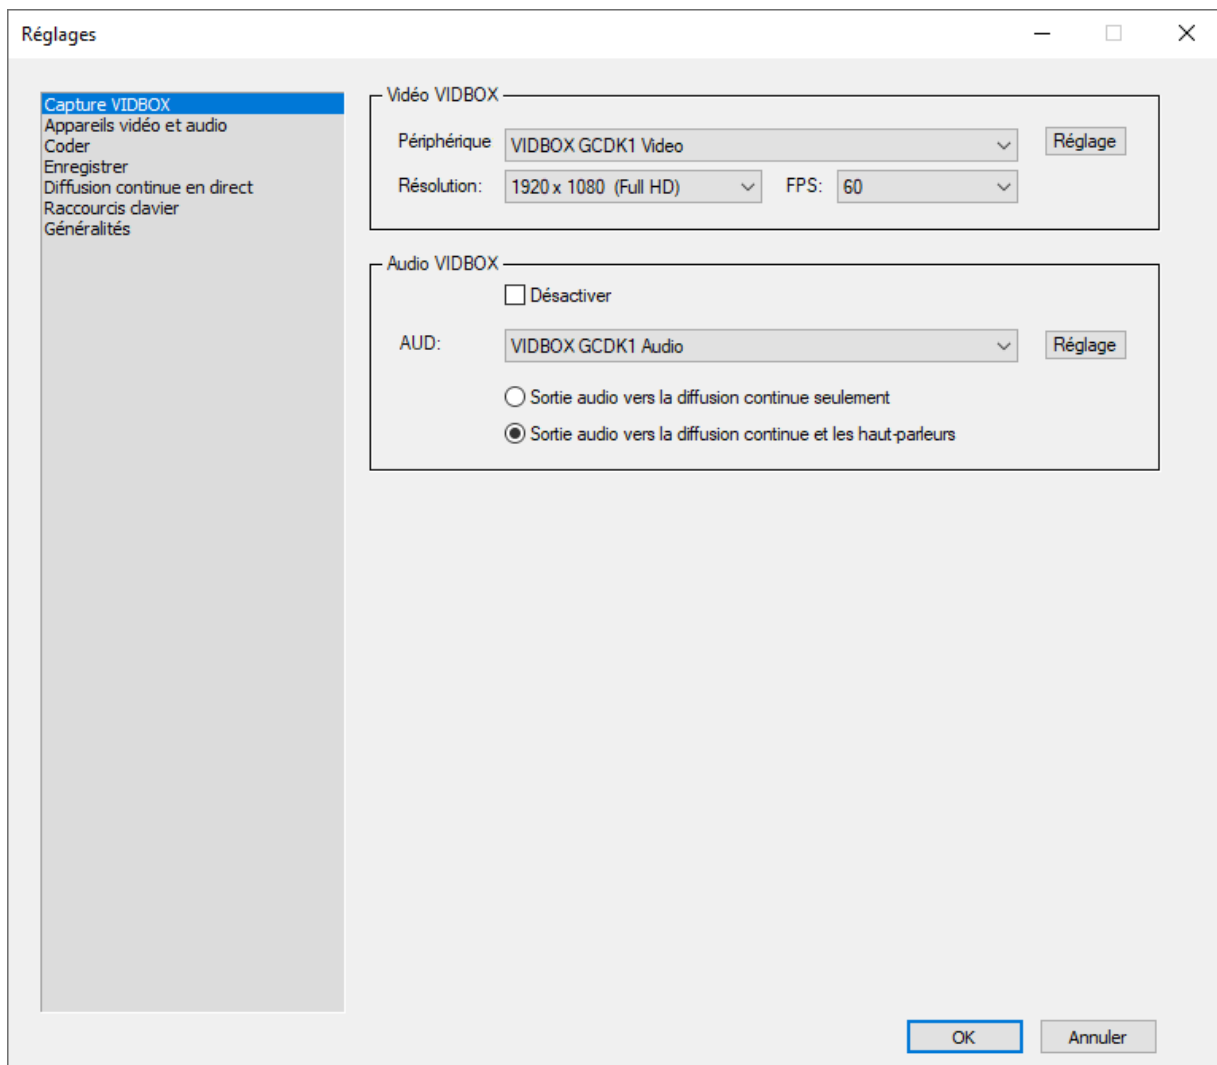 Réglages
Capture VIDBOX
Appareils vidéo et audio
Coder
Enregistrer
Diffusion continue en direct
Raccourcis clavier
Généralités
Vidéo VIDBOX
Périphérique VIDBOX GCDK1 Video Réglage
Résolution: 1920 x 1080 (Full HD) FPS: 60
Audio VIDBOX
Désactiver
AUD: VIDBOX GCDK1 Audio Réglage
Sortie audio vers la diffusion continue seulement
Sortie audio vers la diffusion continue et les haut-parleurs
OK Annuler